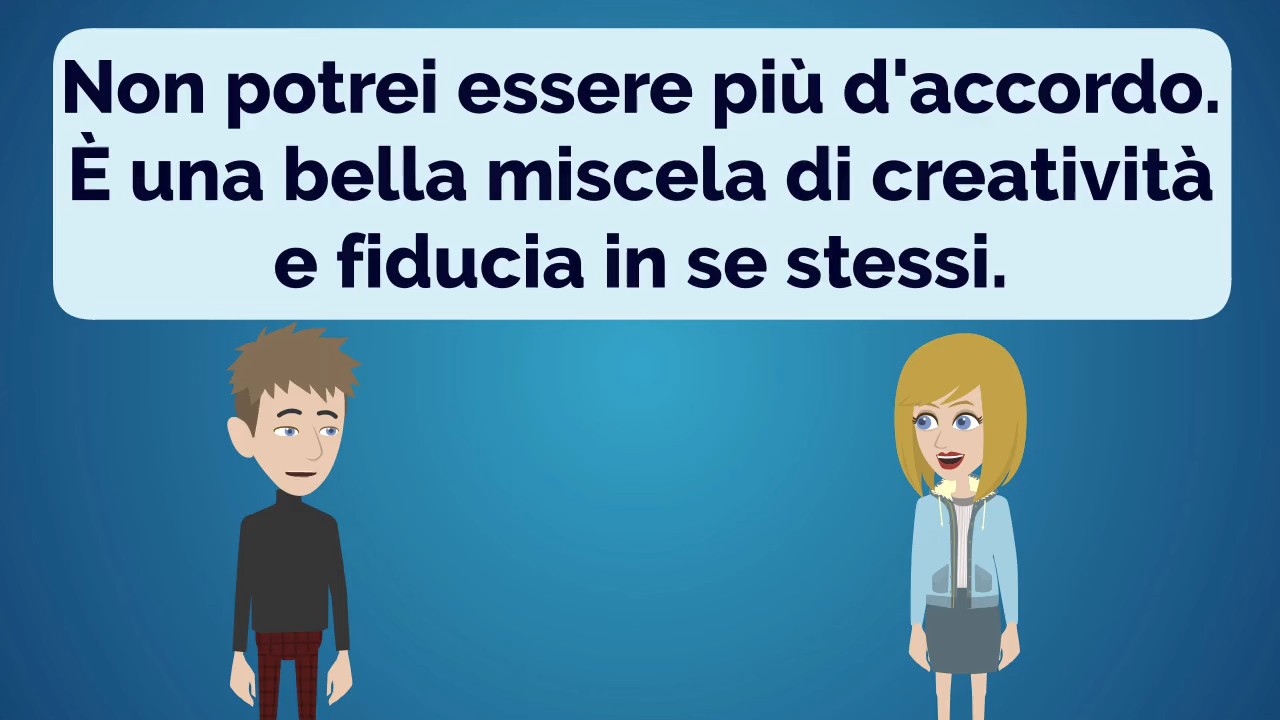 Non potrei essere più d'accordo.
È una bella miscela di creatività
e fiducia in se stessi.